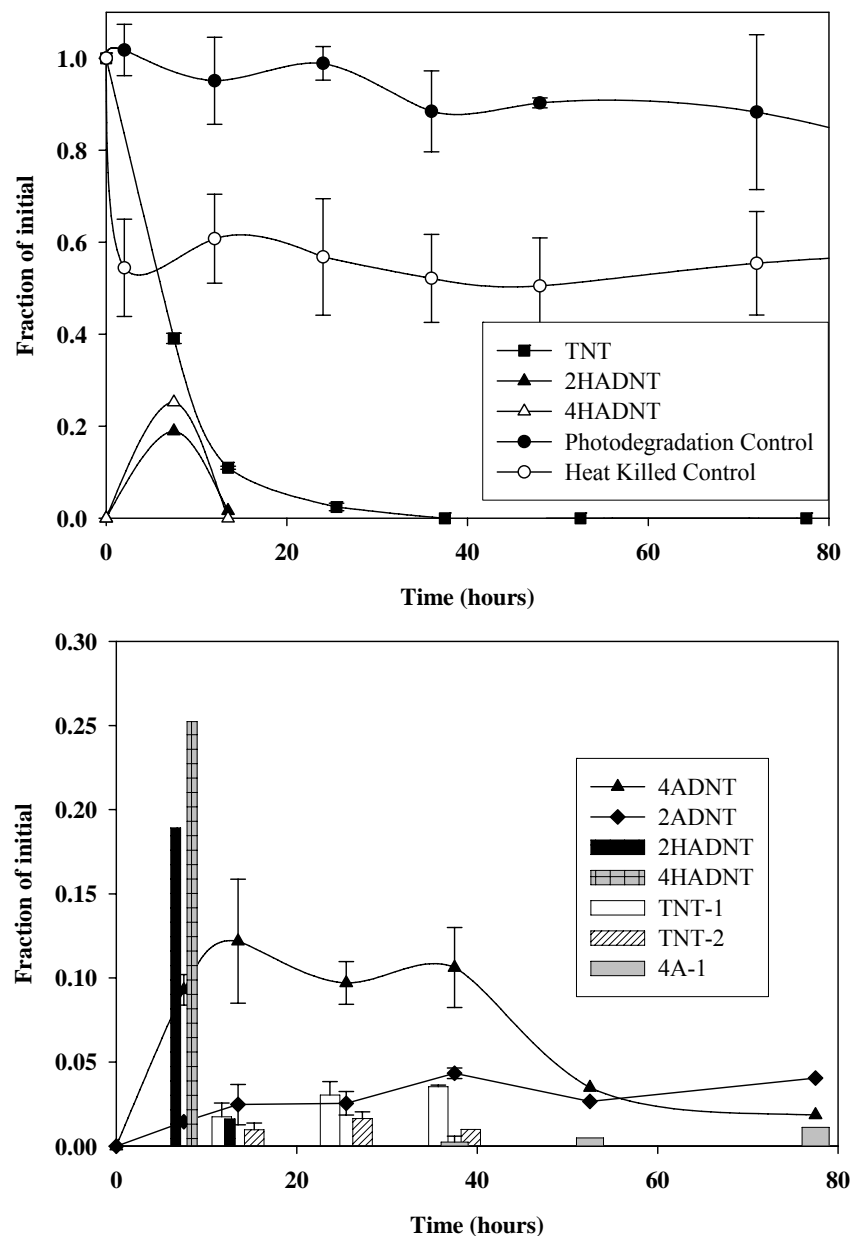 1.0
0.8
0.6
0.4
0.2
0.0
Fraction of initial
TNT
2HADNT
4HADNT
Photodegradation Control
Heat Killed Control
0 20 40 60 80
Time (hours)
0.30
0.25
0.20
0.15
0.10
0.05
0.00
Fraction of initial
4ADNT
2ADNT
2HADNT
4HADNT
TNT-1
TNT-2
4A-1
0 20 40 60 80
Time (hours)